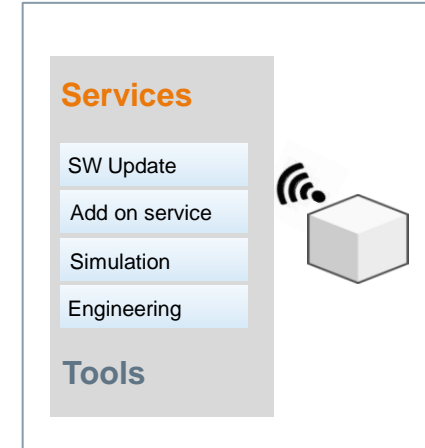 Services
SW Update
Add on service
Simulation
Engineering
Tools